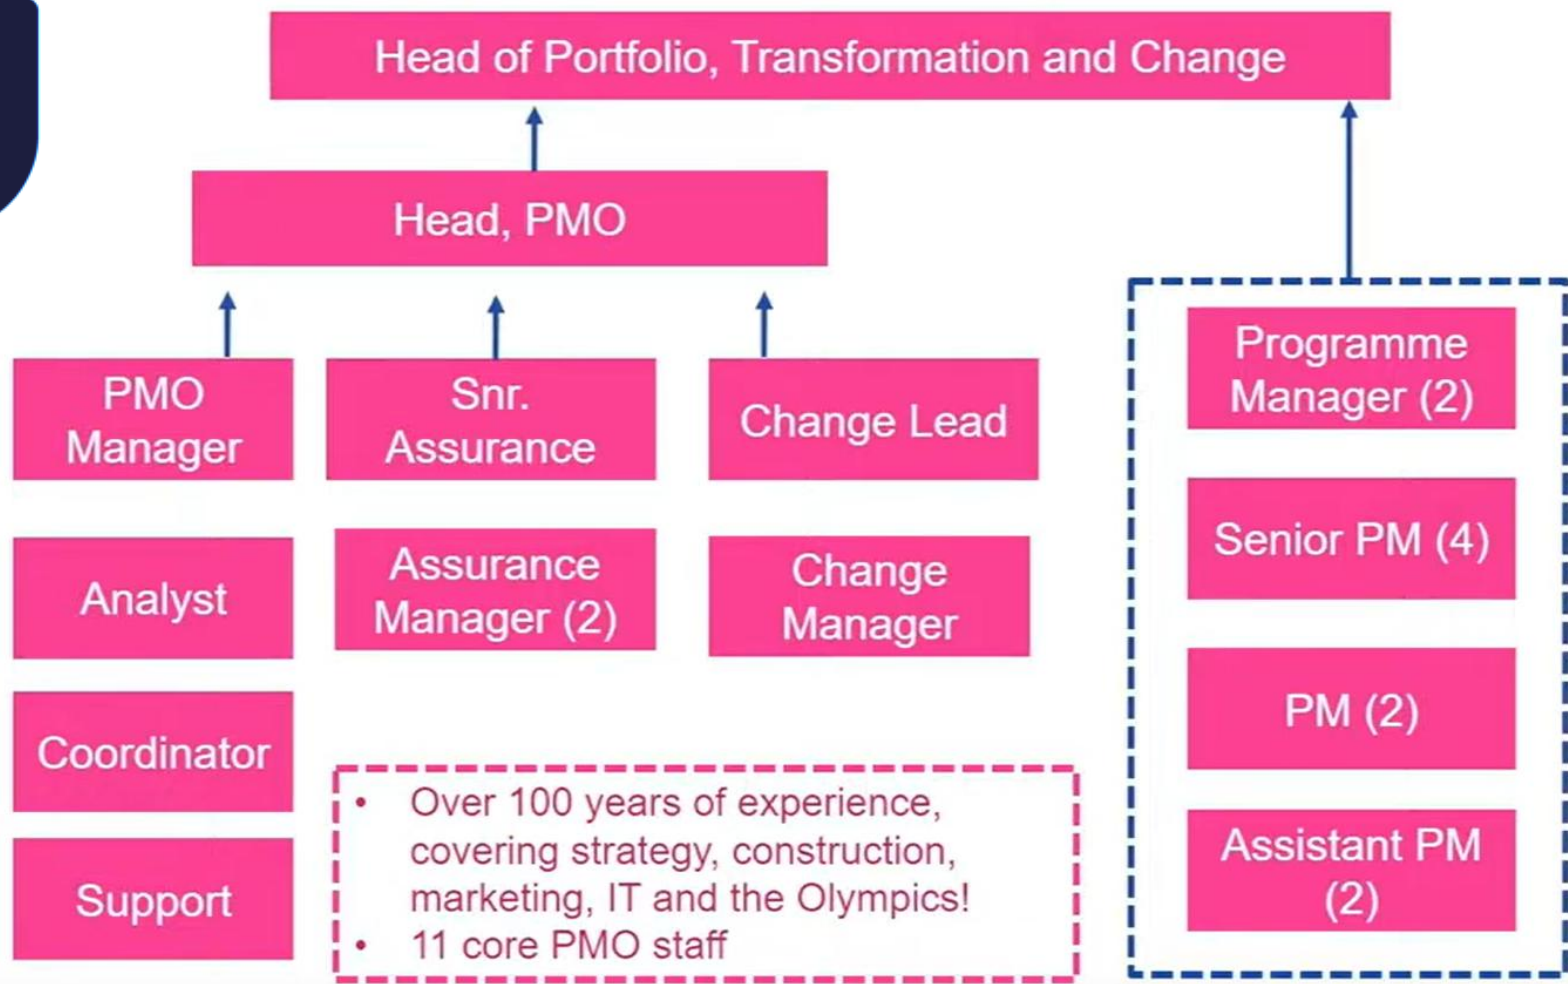 Head of Portfolio, Transformation and Change
Head, PMO
PMO
Manager
Snr.
Assurance
Change Lead
Analyst
Assurance
Manager (2)
Change
Manager
Coordinator
Support
• Over 100 years of experience,
covering strategy, construction,
marketing, IT and the Olympics!
• 11 core PMO staff
Programme
Manager (2)
Senior PM (4)
PM (2)
Assistant PM
(2)